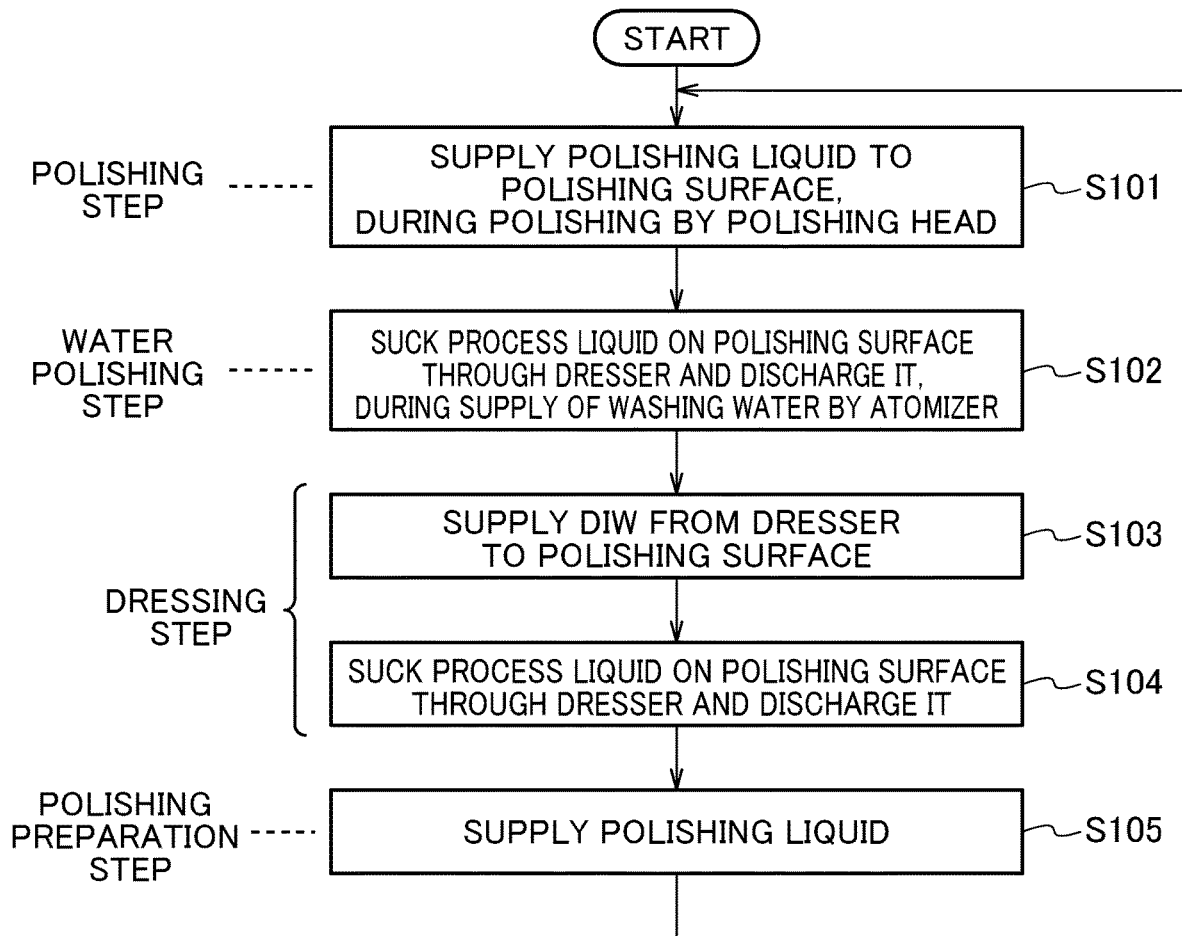 START
POLISHING
STEP
SUPPLY POLISHING LIQUID TO
POLISHING SURFACE,
DURING POLISHING BY POLISHING HEAD
S101
WATER
POLISHING
STEP
SUCK PROCESS LIQUID ON POLISHING SURFACE
THROUGH DRESSER AND DISCHARGE IT,
DURING SUPPLY OF WASHING WATER BY ATOMIZER
S102
DRESSING
STEP
SUPPLY DIW FROM DRESSER
TO POLISHING SURFACE
S103
SUCK PROCESS LIQUID ON POLISHING SURFACE
THROUGH DRESSER AND DISCHARGE IT
S104
POLISHING
PREPARATION
STEP
SUPPLY POLISHING LIQUID
S105